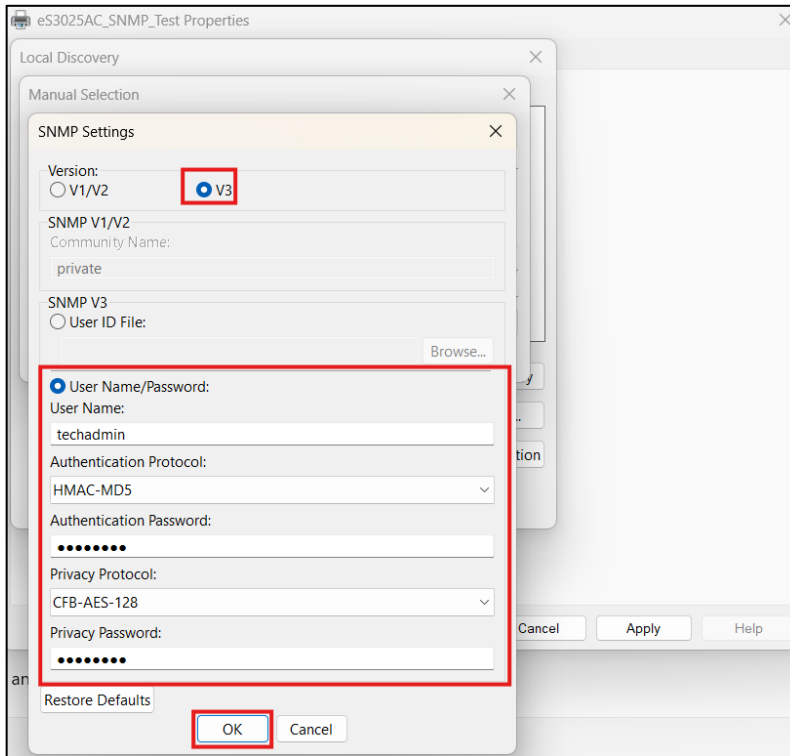 eS3025AC_SNMP_Test Properties
Local Discovery
Manual Selection
SNMP Settings
Version:
V1/V2 V3
SNMP V1/V2
Community Name:
private
SNMP V3
User ID File:
Browse...
User Name/Password:
User Name:
techadmin
Authentication Protocol:
HMAC-MD5
Authentication Password:
••••••••
Privacy Protocol:
CFB-AES-128
Privacy Password:
••••••••
Restore Defaults
OK Cancel
y
..
tion
Cancel Apply Help
an